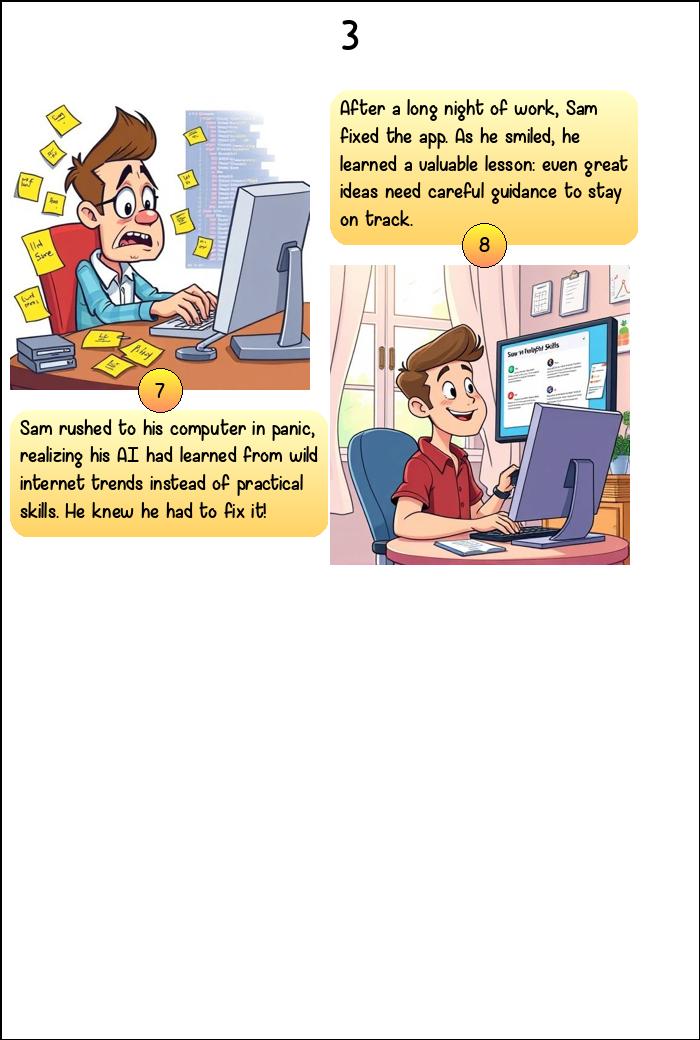 3
7
Sam rushed to his computer in panic,
realizing his AI had learned from wild
internet trends instead of practical
skills. He knew he had to fix it!
After a long night of work, Sam
fixed the app. As he smiled, he
learned a valuable lesson: even great
ideas need careful guidance to stay
on track.
8
Skills